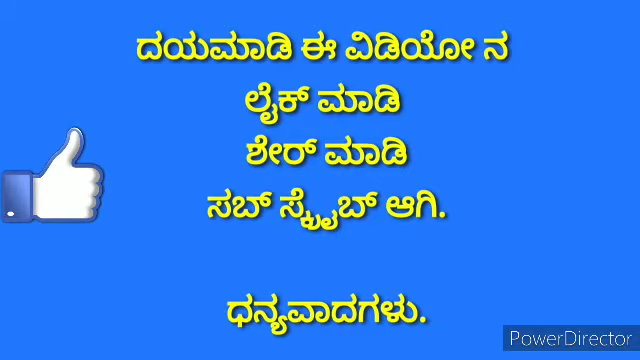 ದಯಮಾಡಿ ಈ ವಿಡಿಯೋ ನ
ಲೈಕ್ ಮಾಡಿ
ಶೇರ್ ಮಾಡಿ
ಸಬ್ ಸ್ಕ್ರೈಬ್ ಆಗಿ.
ಧನ್ಯವಾದಗಳು.
PowerDirector